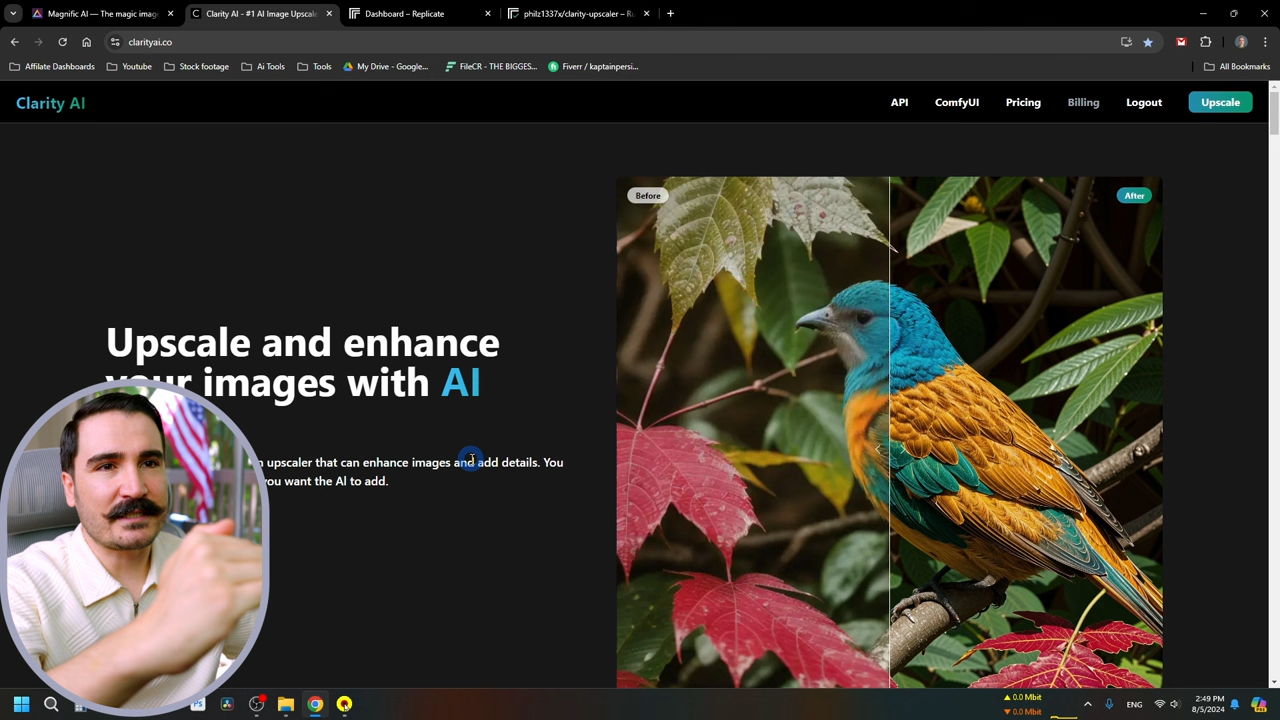 Magnific AI — The magic imag
Clarity AI - #1 AI Image Upscale
Dashboard – Replicate
philz1337x/clarity-upscaler – Ru
clarityai.co
Affilate Dashboards
Youtube
Stock footage
Ai Tools
Tools
My Drive - Google...
FileCR - THE BIGGES...
Fiverr / kaptainpersi...
All Bookmarks
Clarity AI
API
ComfyUI
Pricing
Billing
Logout
Upscale
Before
After
Upscale and enhance
your images with AI
upscaler that can enhance images and add details. You
you want the AI to add.
Ps
0.0 Mbit
0.0 Mbit
ENG
2:49 PM
8/5/2024